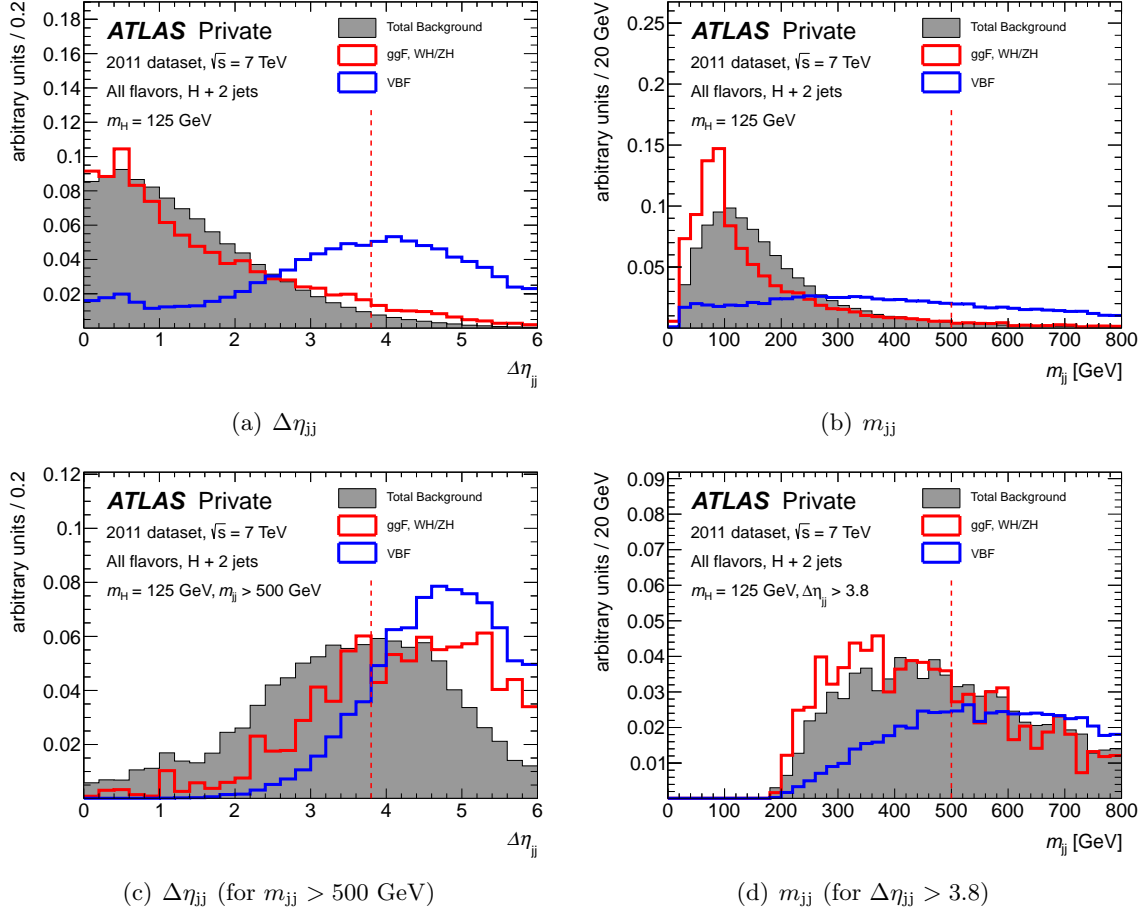 ATLAS Private
2011 dataset, √s = 7 TeV
All flavors, H + 2 jets
m_H = 125 GeV
Total Background
ggF, WH/ZH
VBF
arbitrary units / 0.2
0.18
0.16
0.14
0.12
0.1
0.08
0.06
0.04
0.02
0 1 2 3 4 5 6
Δη_jj
(a) Δη_jj
ATLAS Private
2011 dataset, √s = 7 TeV
All flavors, H + 2 jets
m_H = 125 GeV
Total Background
ggF, WH/ZH
VBF
arbitrary units / 20 GeV
0.25
0.2
0.15
0.1
0.05
0 100 200 300 400 500 600 700 800
m_jj [GeV]
(b) m_jj
ATLAS Private
2011 dataset, √s = 7 TeV
All flavors, H + 2 jets
m_H = 125 GeV, m_jj > 500 GeV
Total Background
ggF, WH/ZH
VBF
arbitrary units / 0.2
0.12
0.1
0.08
0.06
0.04
0.02
0 1 2 3 4 5 6
Δη_jj
(c) Δη_jj (for m_jj > 500 GeV)
ATLAS Private
2011 dataset, √s = 7 TeV
All flavors, H + 2 jets
m_H = 125 GeV, Δη_jj > 3.8
Total Background
ggF, WH/ZH
VBF
arbitrary units / 20 GeV
0.09
0.08
0.07
0.06
0.05
0.04
0.03
0.02
0.01
0 100 200 300 400 500 600 700 800
m_jj [GeV]
(d) m_jj (for Δη_jj > 3.8)